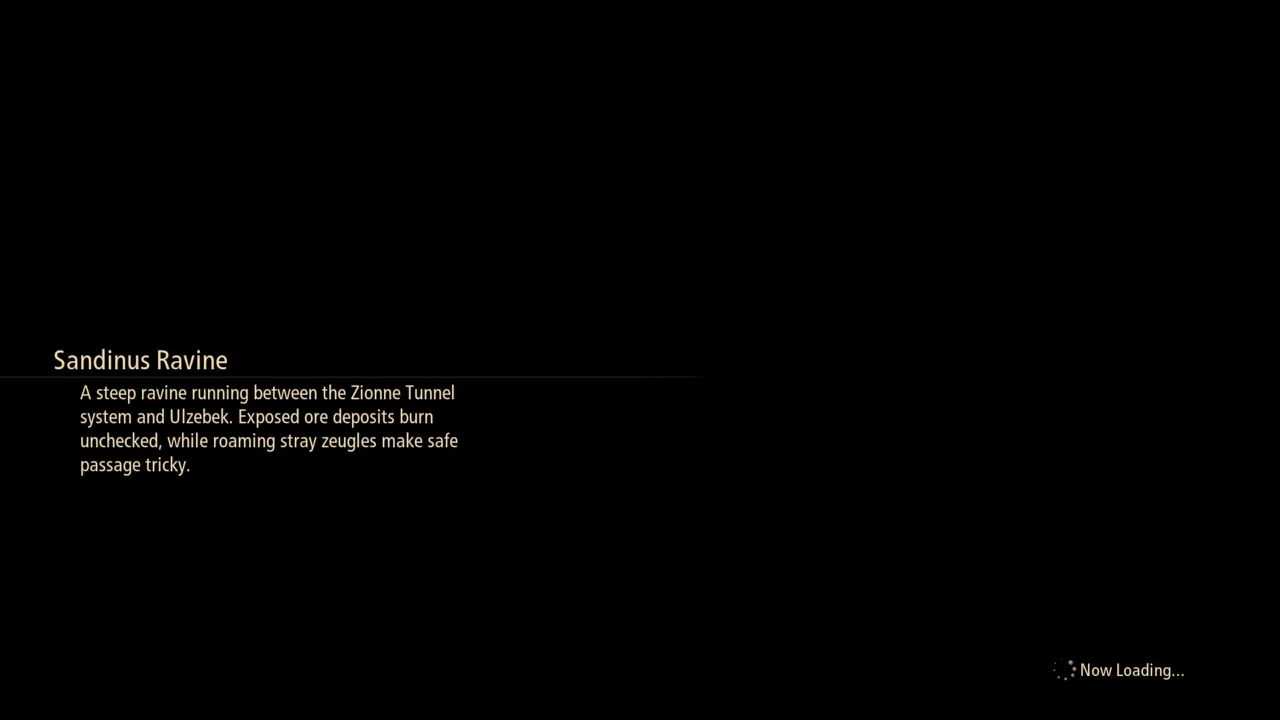 Sandinus Ravine
A steep ravine running between the Zionne Tunnel
system and Ulzebek. Exposed ore deposits burn
unchecked, while roaming stray zeugles make safe
passage tricky.
Now Loading...